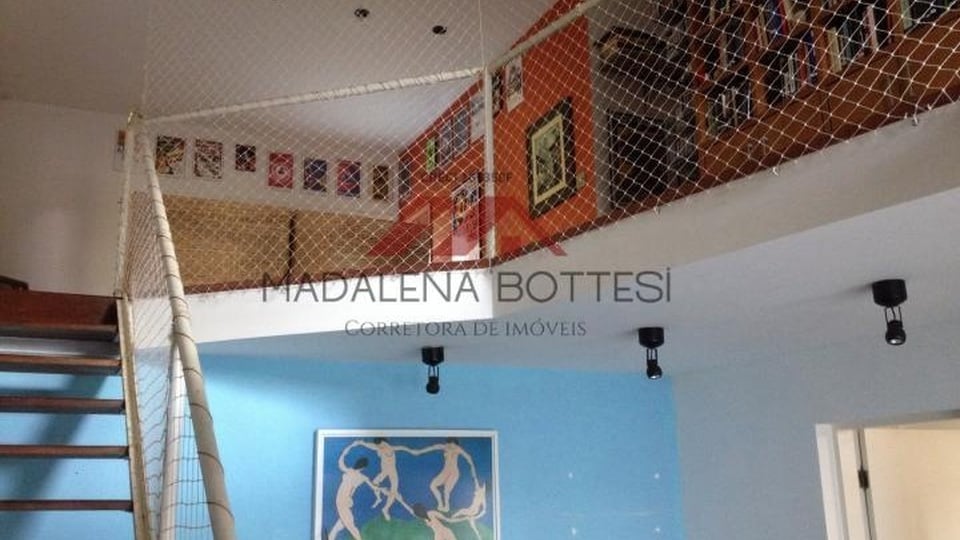 MADALENA BOTTESI
CORRETORA DE IMÓVEIS